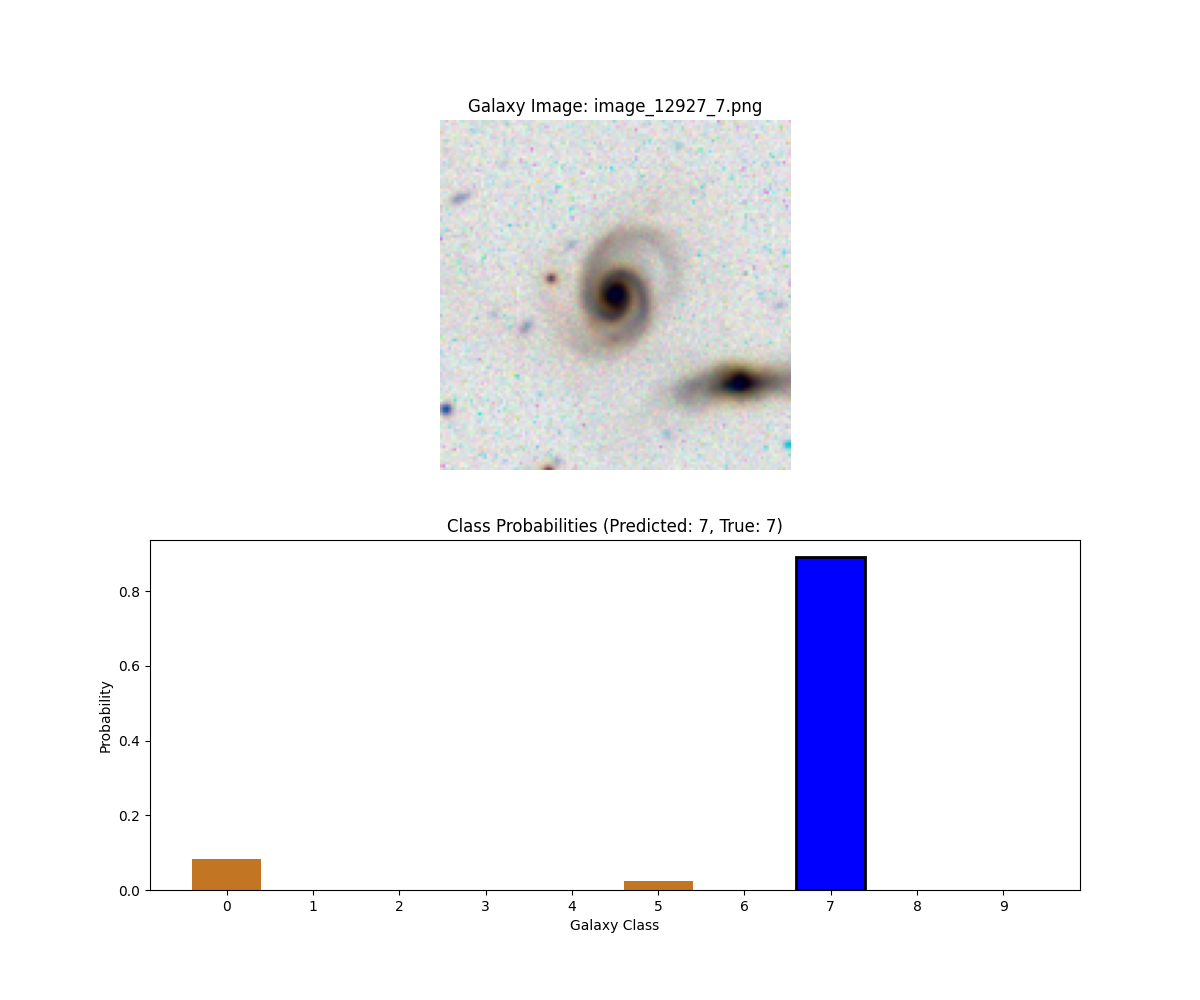 Galaxy Image: image_12927_7.png
Class Probabilities (Predicted: 7, True: 7)
0.8
0.6
0.4
0.2
0.0
Probability
0 1 2 3 4 5 6 7 8 9
Galaxy Class